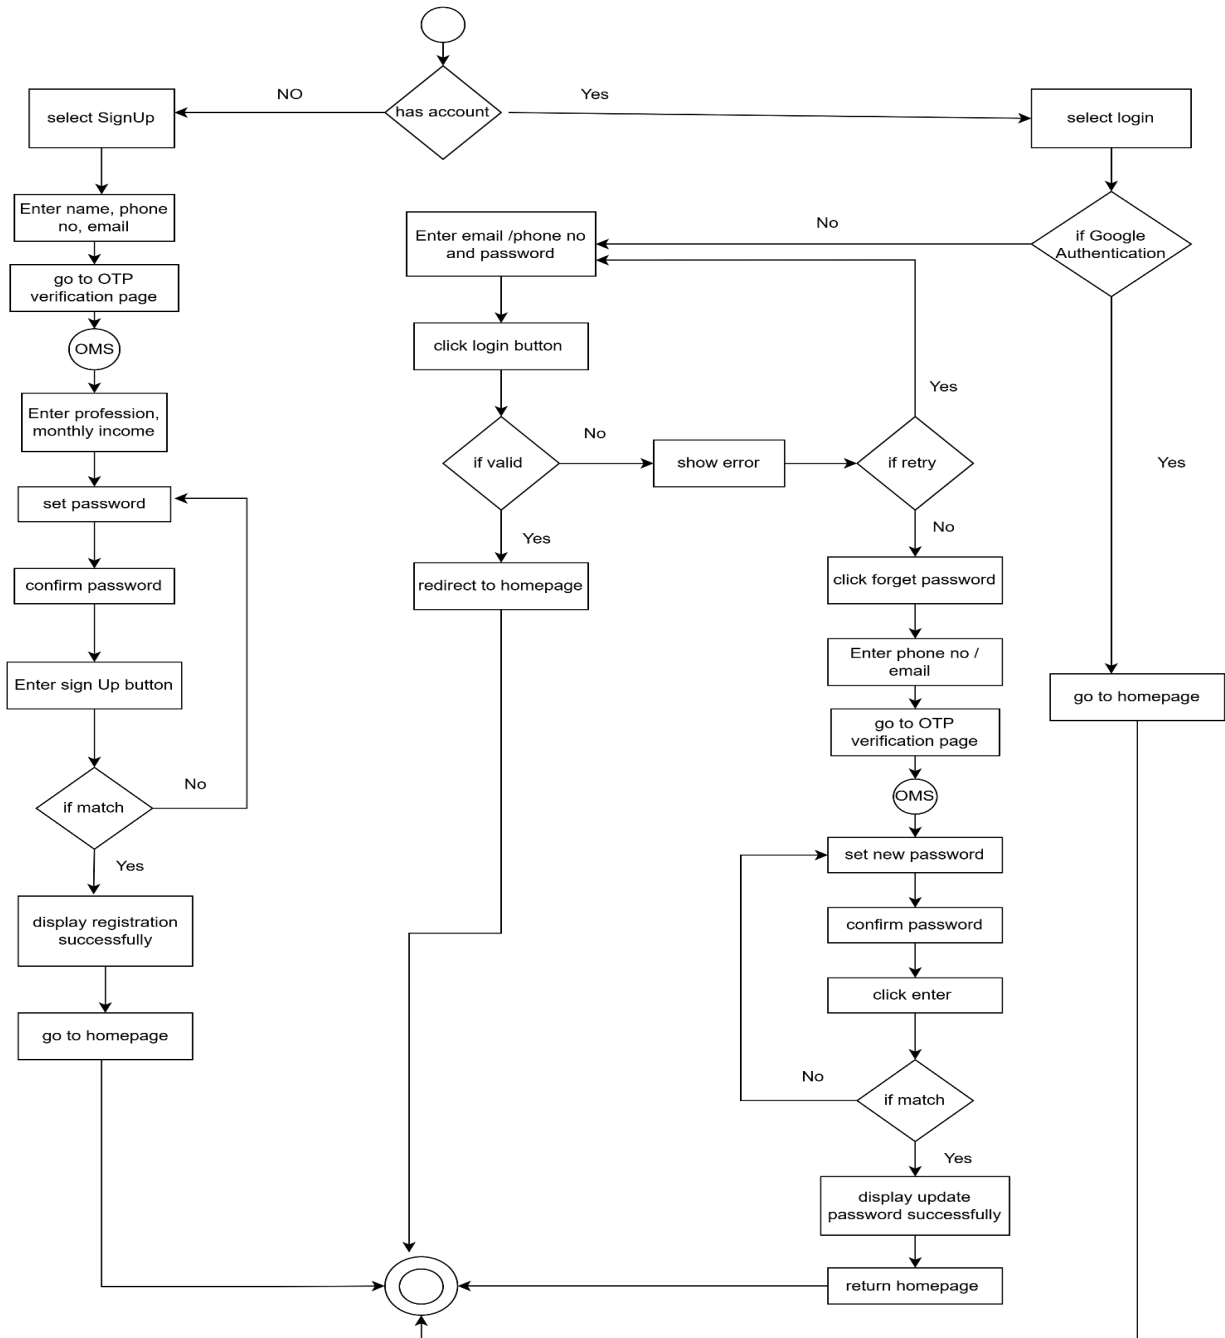 has account
NO
Yes
select SignUp
select login
Enter name, phone
no, email
go to OTP
verification page
OMS
Enter profession,
monthly income
set password
confirm password
Enter sign Up button
if match
No
Yes
display registration
successfully
go to homepage
if Google
Authentication
No
Yes
Enter email /phone no
and password
click login button
if valid
No
Yes
show error
if retry
Yes
No
redirect to homepage
click forget password
Enter phone no /
email
go to OTP
verification page
OMS
set new password
confirm password
click enter
if match
No
Yes
display update
password successfully
return homepage
go to homepage